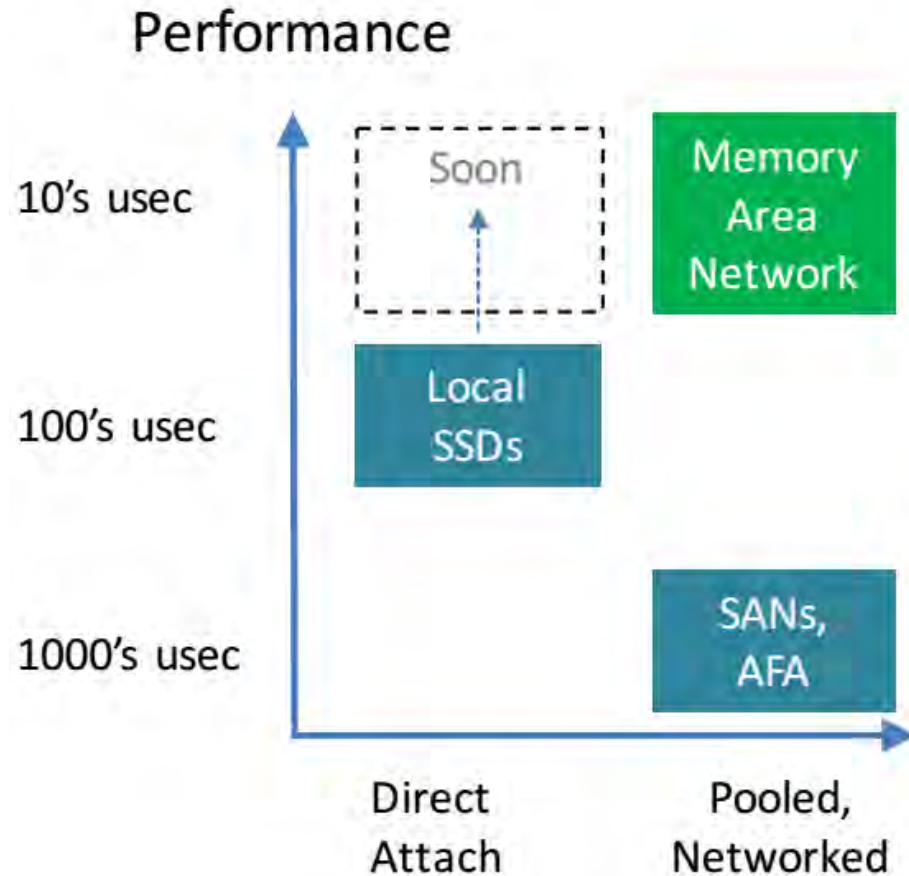 Performance
10's usec
100's usec
1000's usec
Soon
Local
SSDs
Memory
Area
Network
SANs,
AFA
Direct
Attach
Pooled,
Networked